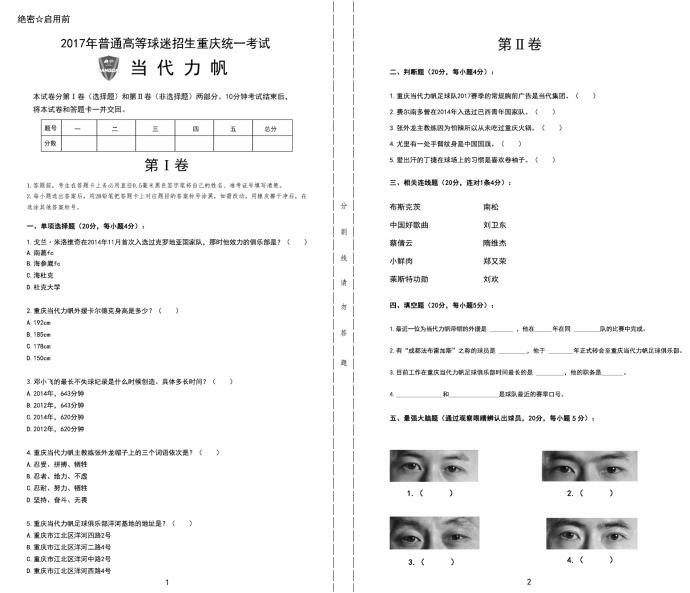 绝密☆启用前
2017年普通高等球迷招生重庆统一考试
当代力帆
本试卷分第Ⅰ卷（选择题）和第Ⅱ卷（非选择题）两部分。10分钟考试结束后，
将本试卷和答题卡一并交回。
题号 一 二 三 四 五 总分
分数
第Ⅰ卷
1.答题前，考生在答题卡上务必用直径0.5毫米黑色签字笔将自己的姓名、准考证号填写清楚。
2.每小题选出答案后，用2B铅笔把答题卡上对应题目的答案标号涂黑，如需改动，用橡皮擦干净后，在
选涂其他答案标号。
一、单项选择题（20分，每小题4分）：
1. 戈兰·米洛维奇在2014年11月首次入选过克罗地亚国家队，那时他效力的俱乐部是？（ ）
A.南葛fc
B.海参崴fc
C.海杜克
D.杜克大学
2. 重庆当代力帆外援卡尔德克身高是多少？（ ）
A.192cm
B.185cm
C.178cm
D.150cm
3. 邓小飞的最长不失球纪录是什么时候创造、具体多长时间？（ ）
A.2014年，643分钟
B.2012年，643分钟
C.2014年，620分钟
D.2012年，620分钟
4. 重庆当代力帆主教练张外龙帽子上的三个词语依次是？（ ）
A.忍受、拼搏、牺牲
B.忍者、给力、不虚
C.忍耐、努力、牺牲
D.坚持、奋斗、无畏
5. 重庆当代力帆足球俱乐部洋河基地的地址是？（ ）
A.重庆市江北区洋河四路2号
B.重庆市江北区洋河二路4号
C.重庆市江北区洋河中路2号
D.重庆市江北区洋河西路4号
1
分
割
线
请
勿
答
题
第Ⅱ卷
二、判断题（20分，每小题4分）：
1. 重庆当代力帆足球队2017赛季的常规胸前广告是当代集团。（ ）
2. 费尔南多曾在2014年入选过巴西青年国家队。（ ）
3. 张外龙主教练因为怕辣所以从未吃过重庆火锅。（ ）
4. 尤里有一处手臂纹身是中国国旗。（ ）
5. 爱出汗的丁捷在球场上的习惯是喜欢卷袖子。（ ）
三、相关连线题（20分，连对1条4分）：
布斯克茨 南松
中国好歌曲 刘卫东
蔡倩云 隋维杰
小鲜肉 郑又荣
莱斯特功勋 刘欢
四、填空题（20分，每小题5分）：
1.最近一位为当代力帆带帽的外援是 ______ ，他在_____年在同 _______队的比赛中完成。
2. 有“成都法布雷加斯”之称的球员是 _______，他于 ______年正式转会至重庆当代力帆足球俱乐部。
3. 目前工作在重庆当代力帆足球俱乐部时间最长的是 _______，他的职务是______。
4. ____________和____________是球队最近的赛季口号。
五、最强大脑题（通过观察眼睛辨认出球员，20分，每小题 5 分）：
1.（ ） 2.（ ）
3.（ ） 4.（ ）
2